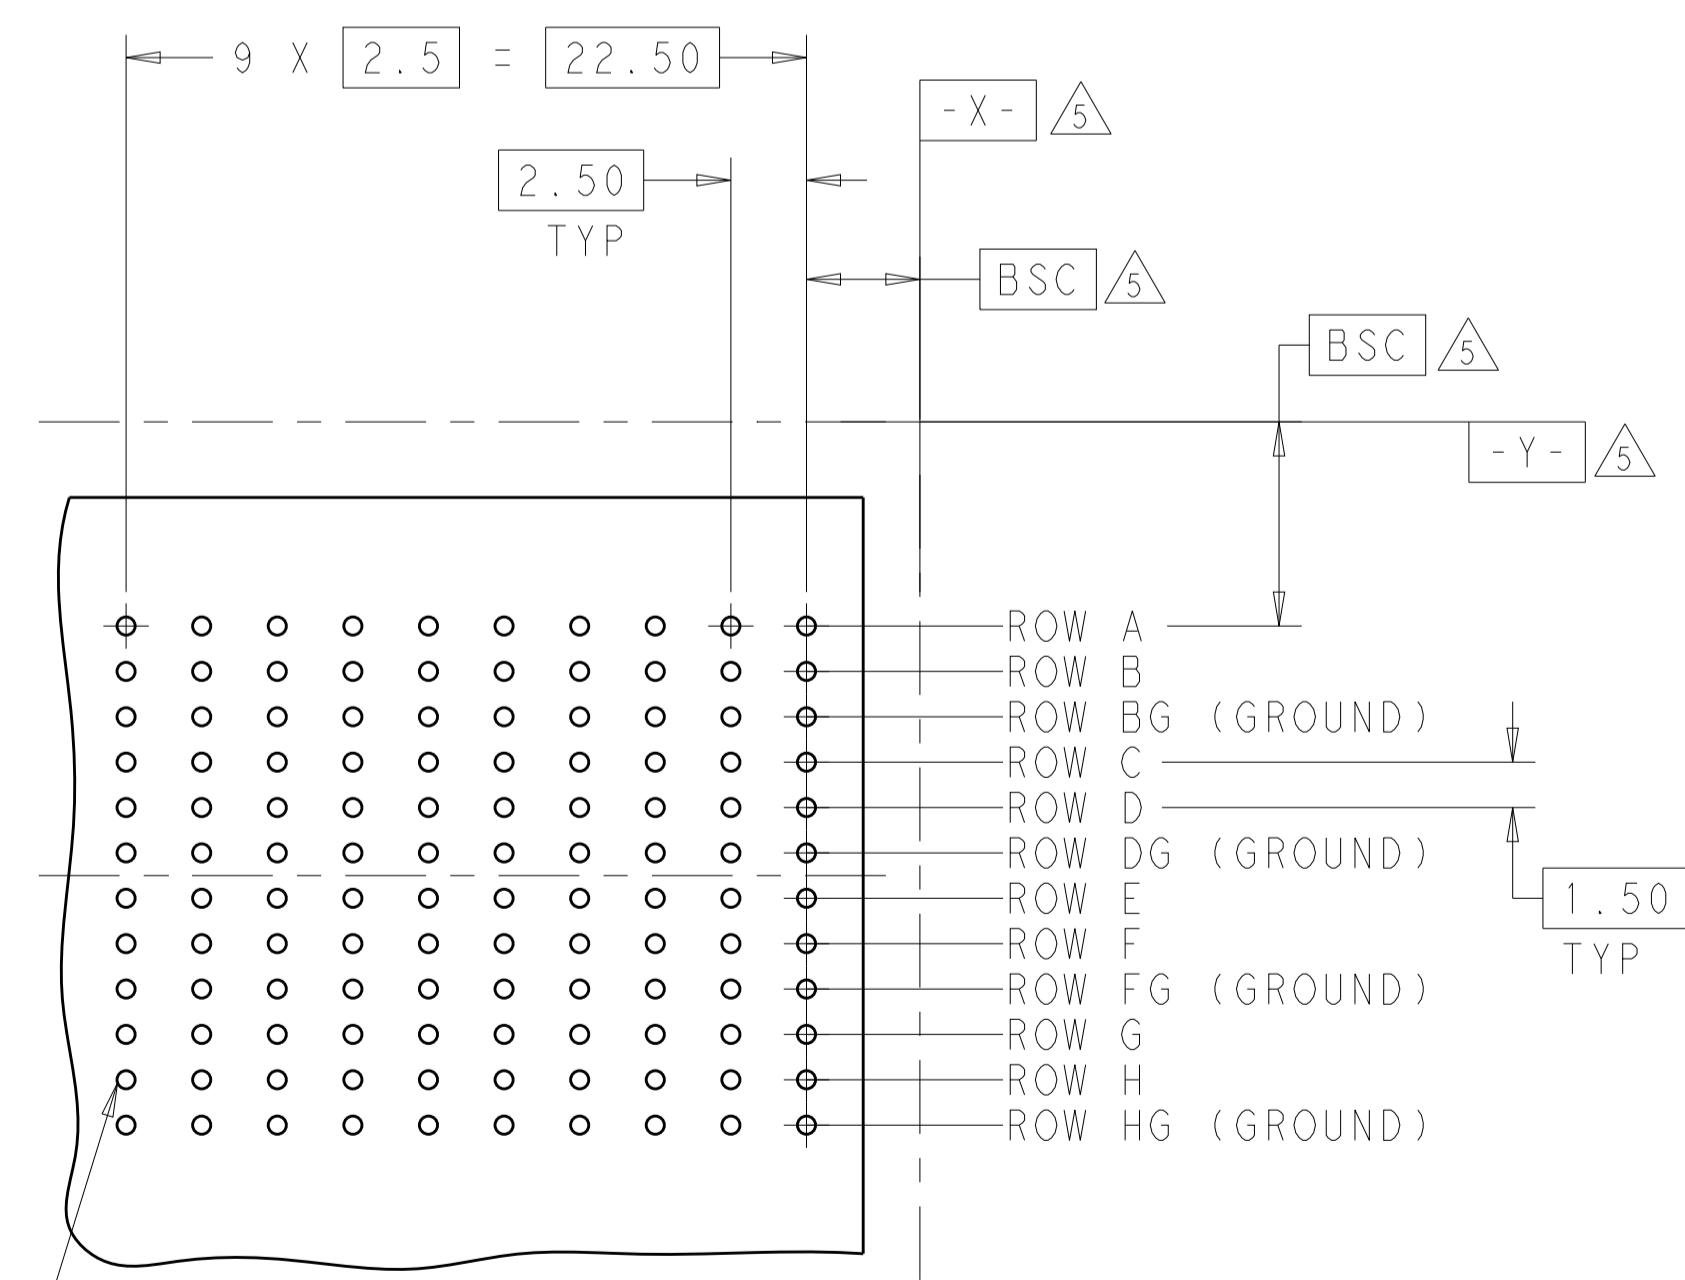 9 X 2.5 = 22.50
-X- 5
2.50
TYP
BSC 5
BSC 5
-Y- 5
ROW A
ROW B
ROW BG (GROUND)
ROW C
ROW D
ROW DG (GROUND)
ROW E
1.50
TYP
ROW F
ROW FG (GROUND)
ROW G
ROW H
ROW HG (GROUND)